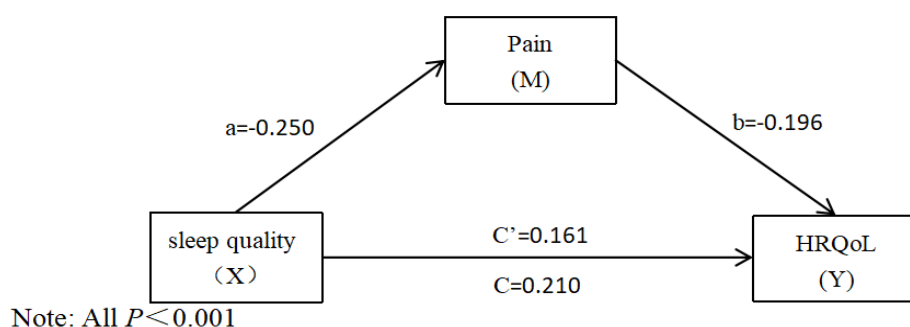 Pain
(M)
a=-0.250
b=-0.196
sleep quality
（X）
C’=0.161
C=0.210
HRQoL
(Y)
Note: All P＜0.001